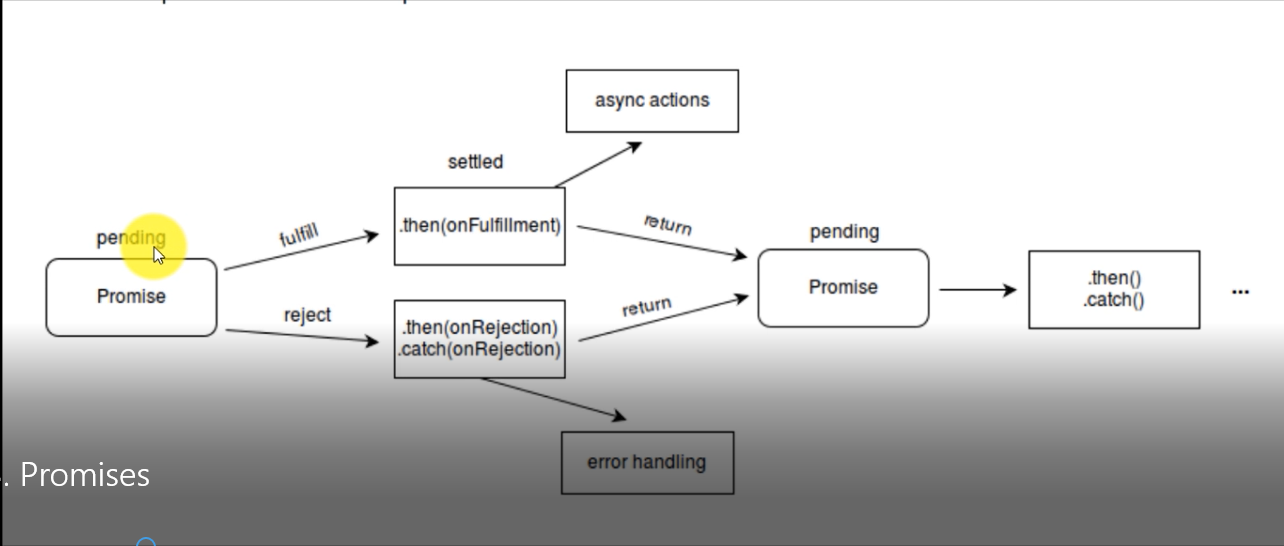 async actions
settled
.then(onFulfillment)
pending
fulfill
return
pending
Promise
Promise
.then()
.catch()
...
reject
return
.then(onRejection)
.catch(onRejection)
error handling
. Promises